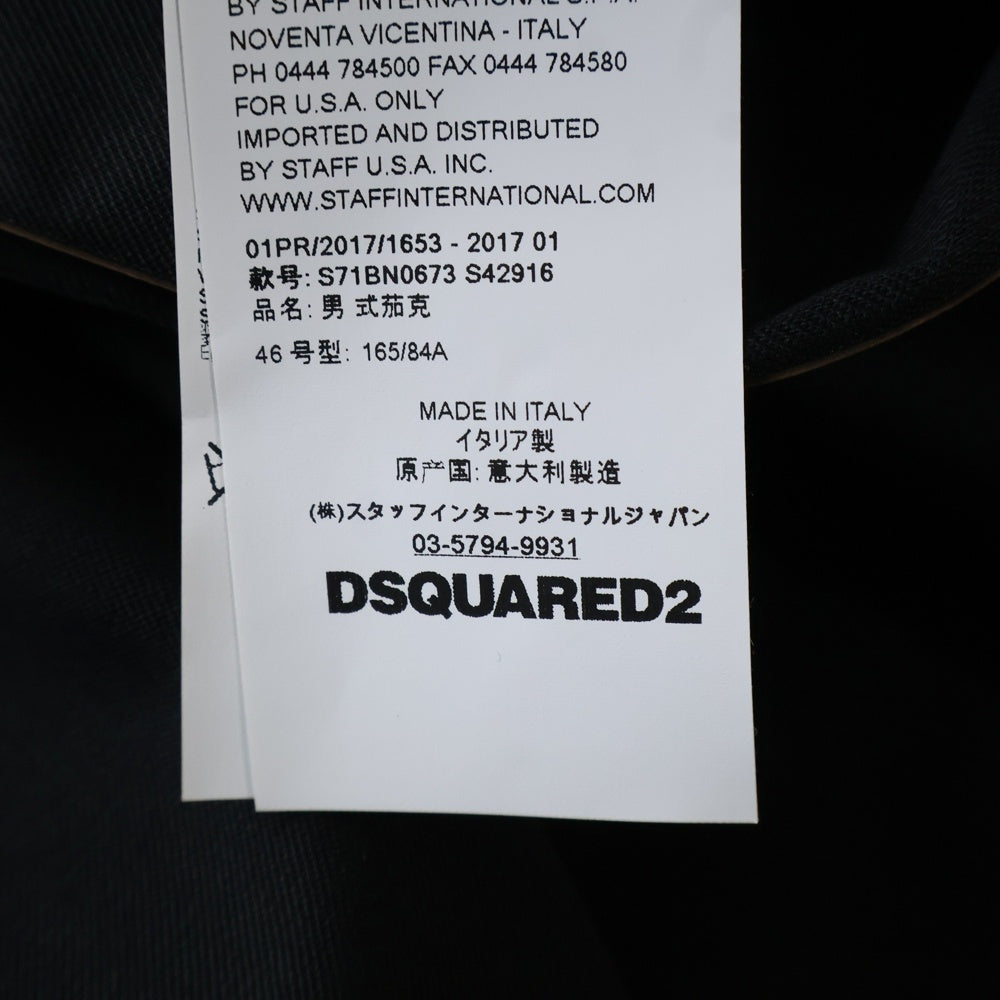 BY STAFF INTERNATIONAL S.P.A.
NOVENTA VICENTINA - ITALY
PH 0444 784500 FAX 0444 784580
FOR U.S.A. ONLY
IMPORTED AND DISTRIBUTED
BY STAFF U.S.A. INC.
WWW.STAFFINTERNATIONAL.COM
01PR/2017/1653 - 2017 01
款号: S71BN0673 S42916
品名: 男 式茄克
46 号型: 165/84A
MADE IN ITALY
イタリア製
原产国: 意大利製造
(株)スタッフインターナショナルジャパン
03-5794-9931
DSQUARED2